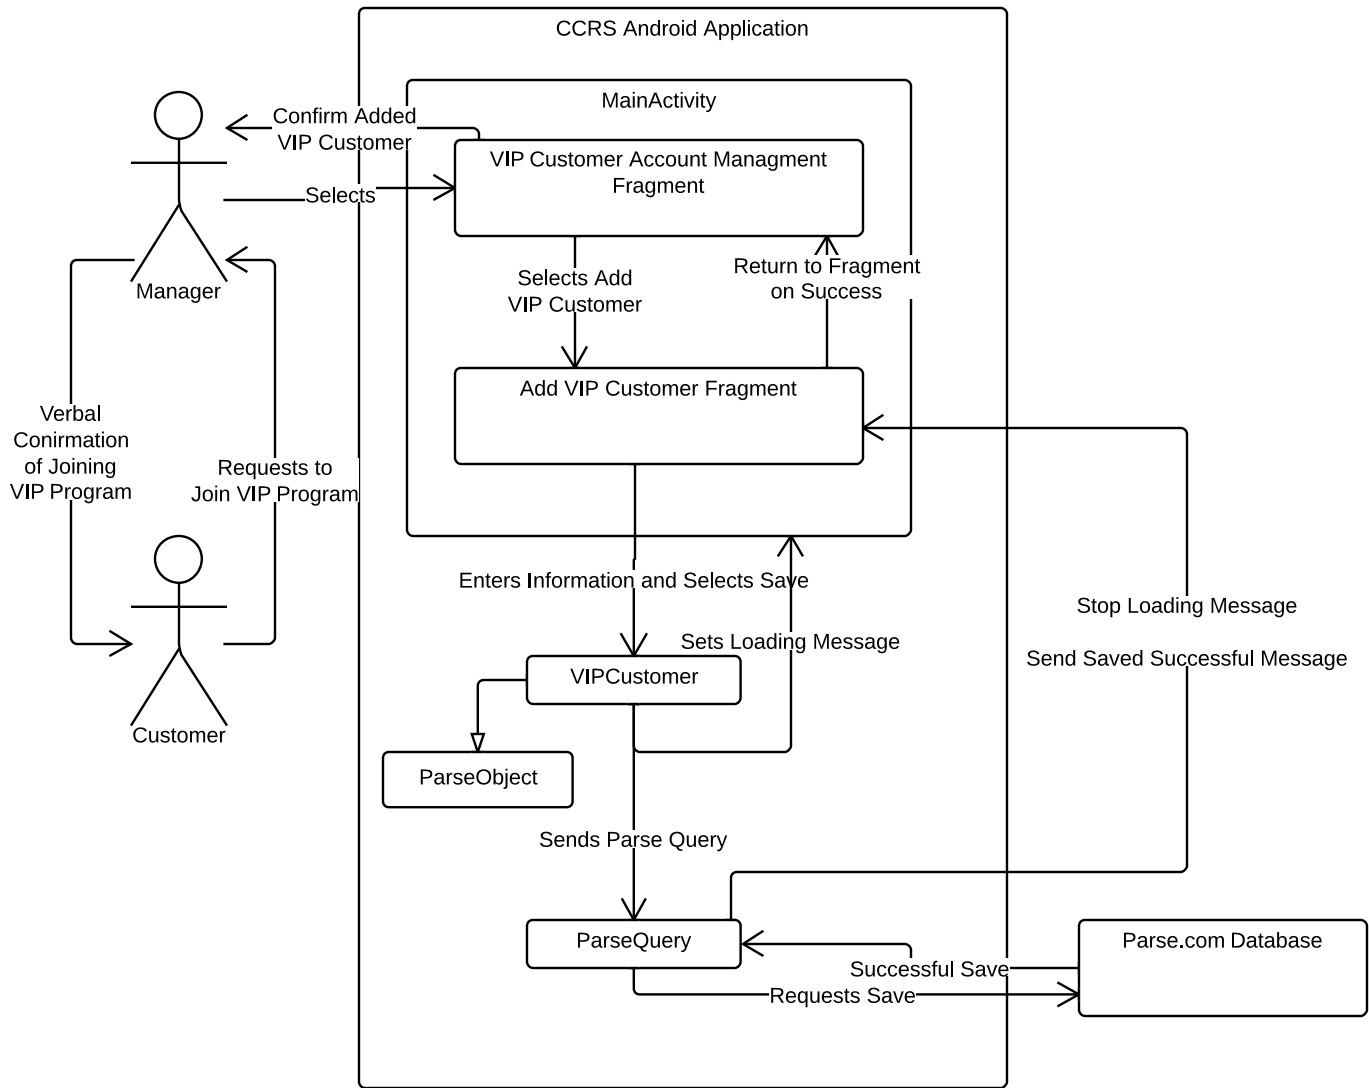 CCRS Android Application
MainActivity
Confirm Added
VIP Customer
VIP Customer Account Managment
Fragment
Selects
Manager
Selects Add
VIP Customer
Return to Fragment
on Success
Add VIP Customer Fragment
Verbal
Conirmation
of Joining
VIP Program
Requests to
Join VIP Program
Enters Information and Selects Save
Stop Loading Message
Sets Loading Message
Send Saved Successful Message
VIPCustomer
Customer
ParseObject
Sends Parse Query
ParseQuery
Parse.com Database
Successful Save
Requests Save